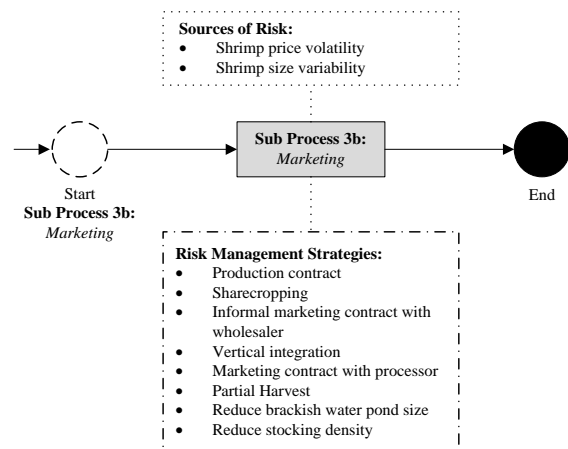 Sources of Risk:
• Shrimp price volatility
• Shrimp size variability
Sub Process 3b:
Marketing
Start
Sub Process 3b:
Marketing
End
Risk Management Strategies:
• Production contract
• Sharecropping
• Informal marketing contract with
wholesaler
• Vertical integration
• Marketing contract with processor
• Partial Harvest
• Reduce brackish water pond size
• Reduce stocking density